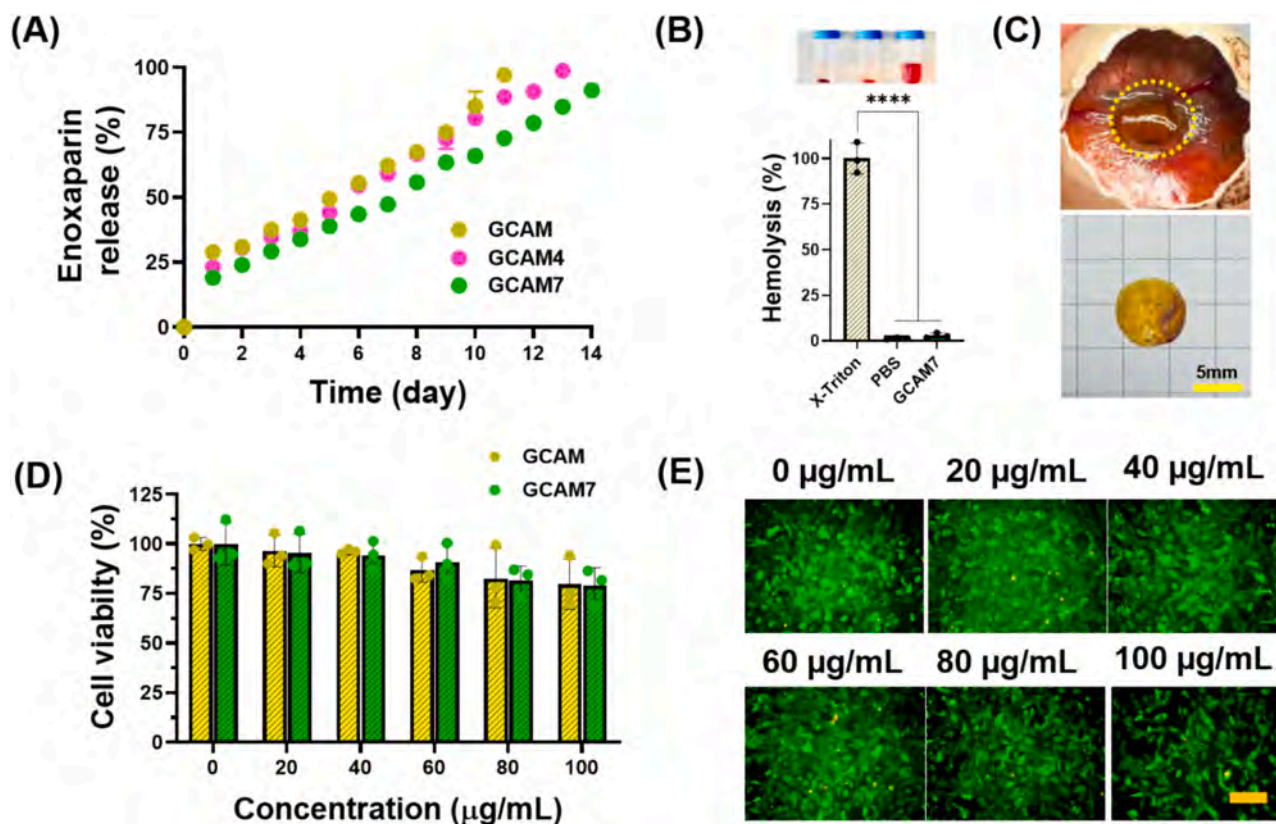 (A)
Enoxaparin
release (%)
100
75
50
25
0
0 2 4 6 8 10 12 14
Time (day)
GCAM
GCAM4
GCAM7
(B)
****
Hemolysis (%)
100
75
50
25
0
X-Triton
PBS
GCAM7
(C)
5mm
(D)
GCAM
GCAM7
Cell viabilty (%)
125
100
75
50
25
0
0 20 40 60 80 100
Concentration (μg/mL)
(E)
0 μg/mL 20 μg/mL 40 μg/mL
60 μg/mL 80 μg/mL 100 μg/mL